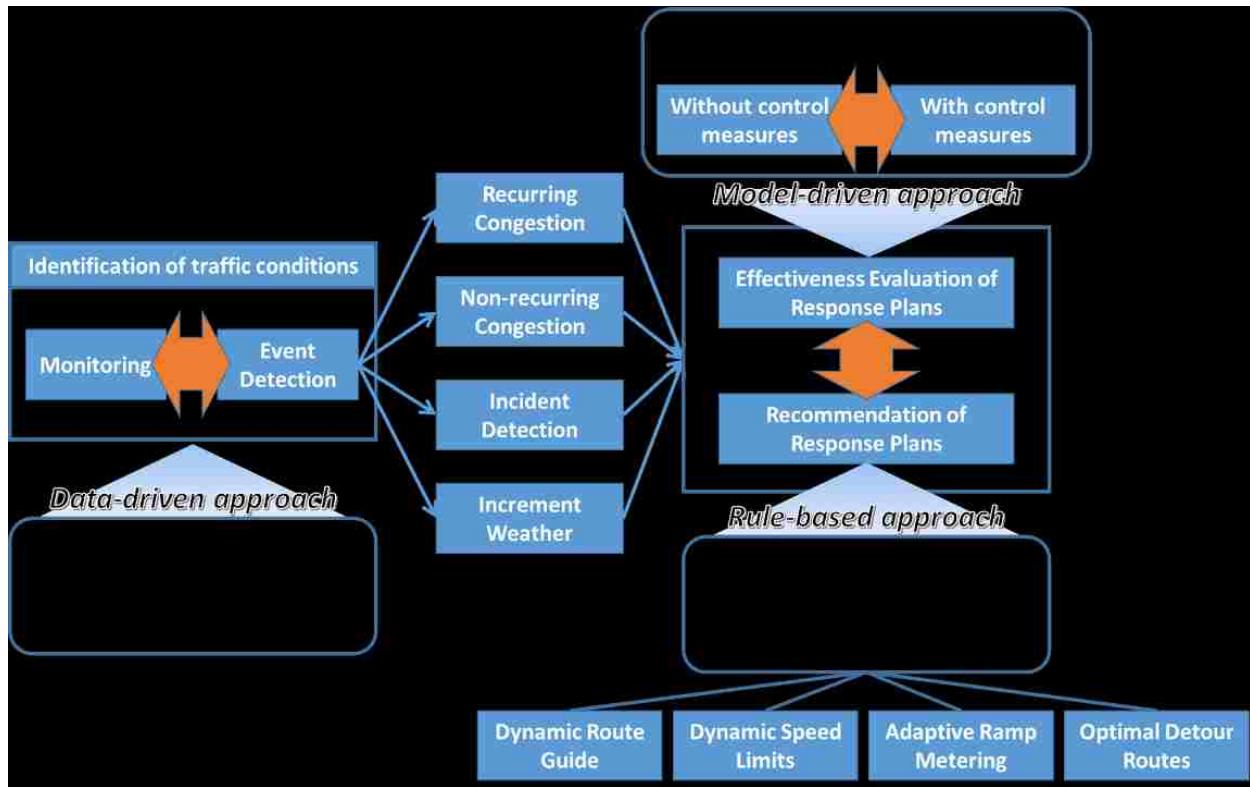 Without control
measures
With control
measures
Model-driven approach
Recurring
Congestion
Identification of traffic conditions
Non-recurring
Congestion
Effectiveness Evaluation of
Response Plans
Monitoring
Event
Detection
Incident
Detection
Recommendation of
Response Plans
Data-driven approach
Increment
Weather
Rule-based approach
Dynamic Route
Guide
Dynamic Speed
Limits
Adaptive Ramp
Metering
Optimal Detour
Routes